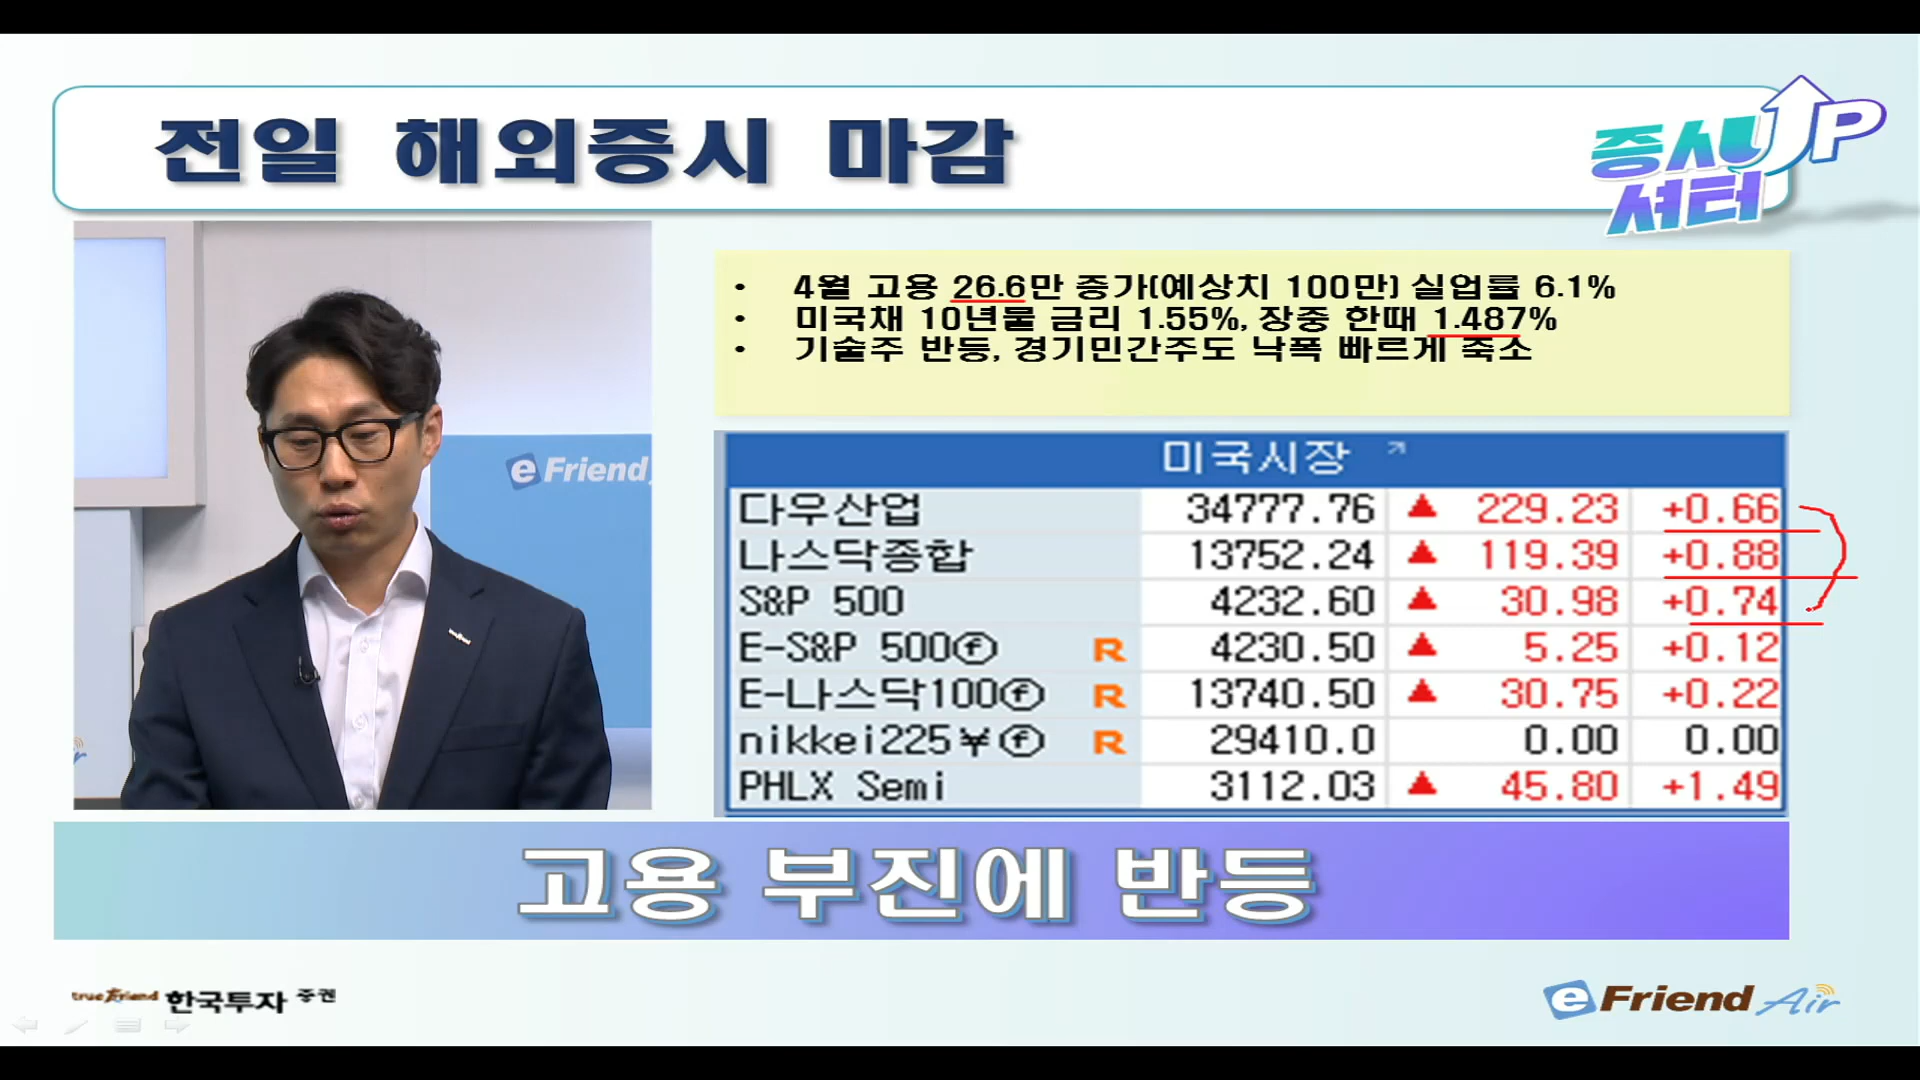 전일 해외증시 마감
증시UP
셔터
• 4월 고용 26.6만 증가(예상치 100만) 실업률 6.1%
• 미국채 10년물 금리 1.55%, 장중 한때 1.487%
• 기술주 반등, 경기민간주도 낙폭 빠르게 축소
e Friend
미국시장
다우산업 34777.76 ▲ 229.23 +0.66
나스닥종합 13752.24 ▲ 119.39 +0.88
S&P 500 4232.60 ▲ 30.98 +0.74
E-S&P 500ⓕ R 4230.50 ▲ 5.25 +0.12
E-나스닥100ⓕ R 13740.50 ▲ 30.75 +0.22
nikkei225¥ⓕ R 29410.0 0.00 0.00
PHLX Semi 3112.03 ▲ 45.80 +1.49
고용 부진에 반등
true Friend 한국투자 증권
e Friend Air